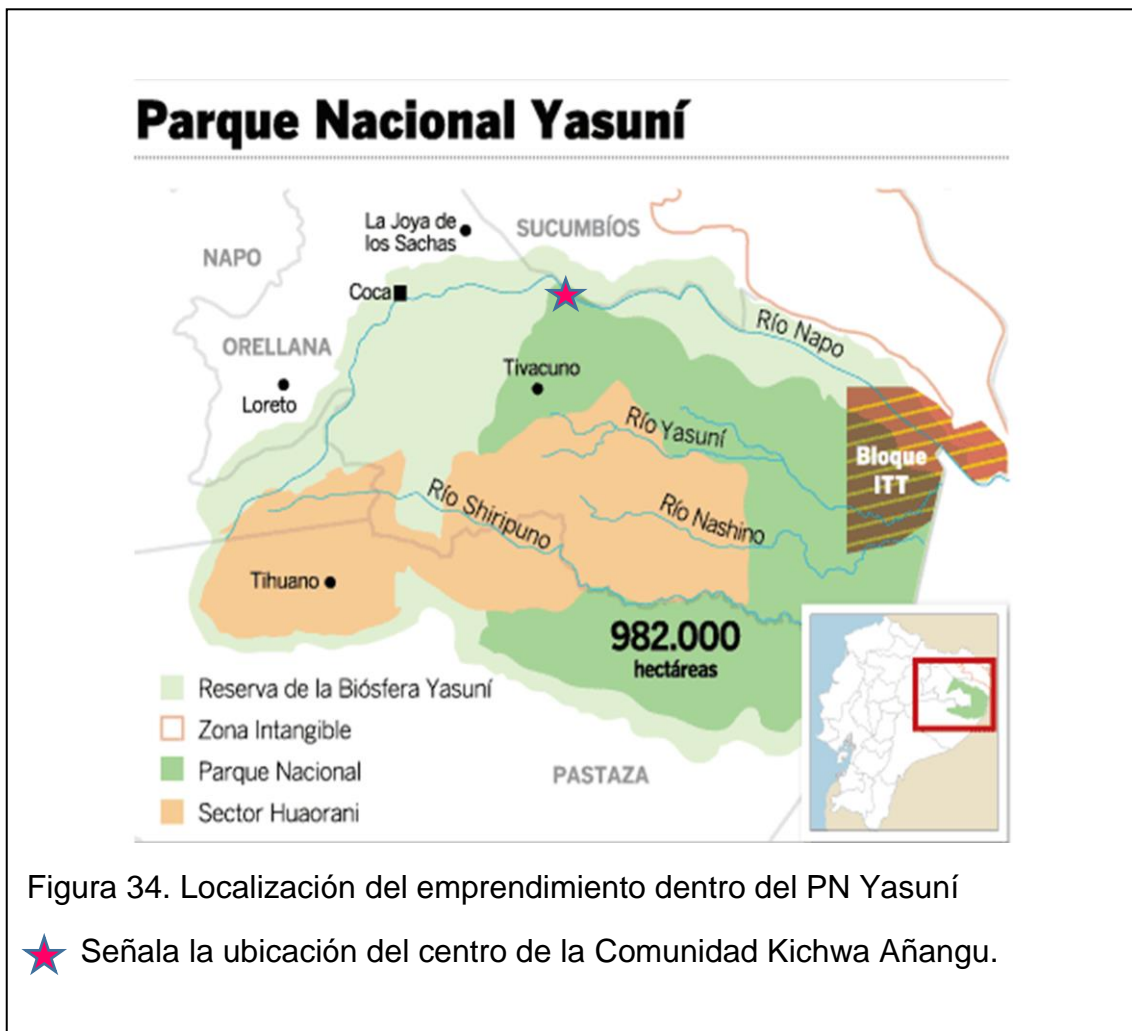 Parque Nacional Yasuní
La Joya de
los Sachas
SUCUMBÍOS
NAPO
Coca
Río Napo
ORELLANA
Tivacuno
Loreto
Río Yasuní
Bloque
ITT
Río Shiripuno
Río Nashino
Tihuano
982.000
hectáreas
Reserva de la Biósfera Yasuní
Zona Intangible
Parque Nacional
PASTAZA
Sector Huaorani
Figura 34. Localización del emprendimiento dentro del PN Yasuní
Señala la ubicación del centro de la Comunidad Kichwa Añangu.